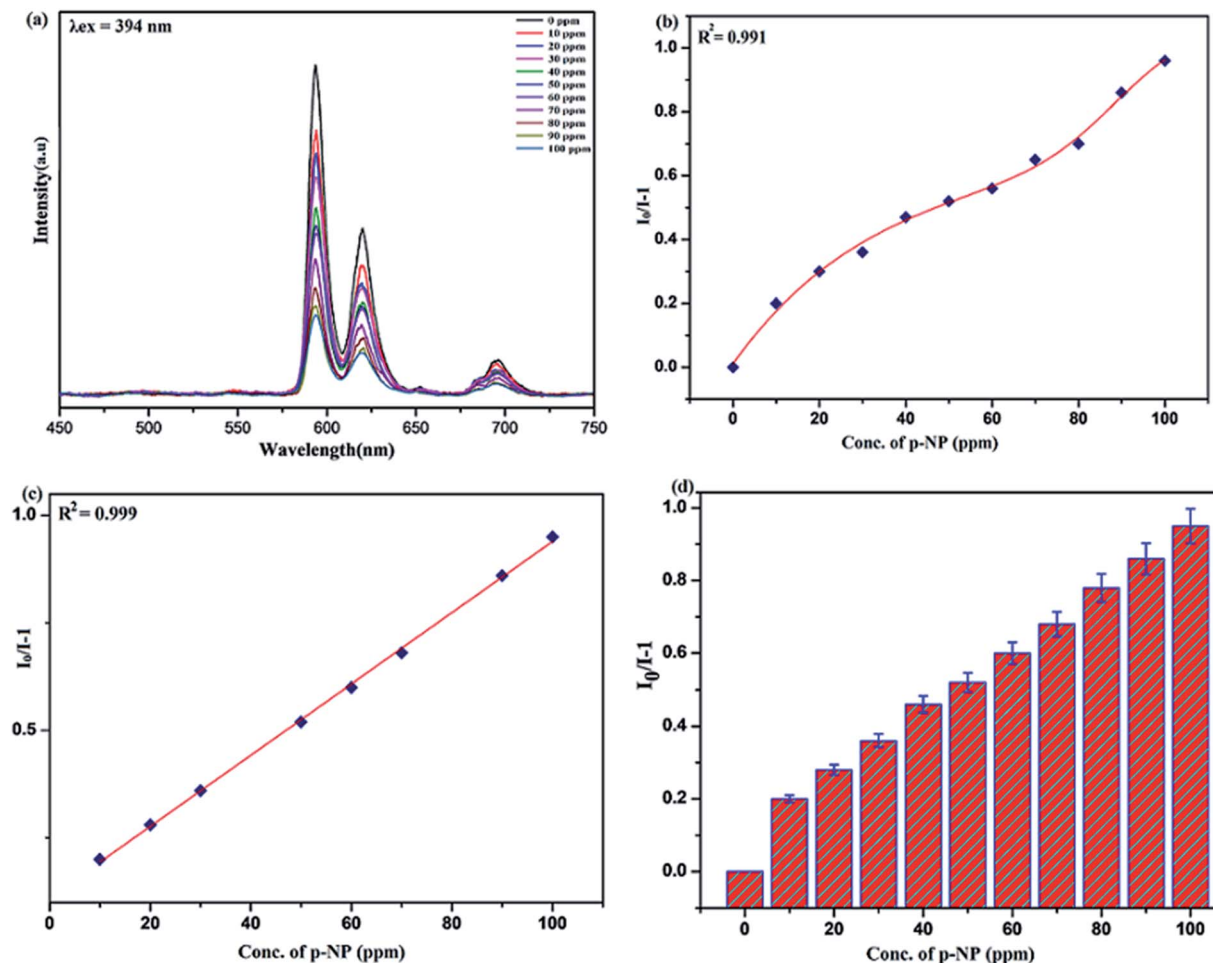 (a)
λex = 394 nm
0 ppm
10 ppm
20 ppm
30 ppm
40 ppm
50 ppm
60 ppm
70 ppm
80 ppm
90 ppm
100 ppm
Intensity(a.u)
450 500 550 600 650 700 750
Wavelength(nm)
(b)
R² = 0.991
1.0
0.8
0.6
0.4
0.2
0.0
I₀/I-1
0 20 40 60 80 100
Conc. of p-NP (ppm)
(c)
R² = 0.999
1.0
0.5
I₀/I-1
0 20 40 60 80 100
Conc. of p-NP (ppm)
(d)
1.0
0.8
0.6
0.4
0.2
0.0
I₀/I-1
0 20 40 60 80 100
Conc. of p-NP (ppm)